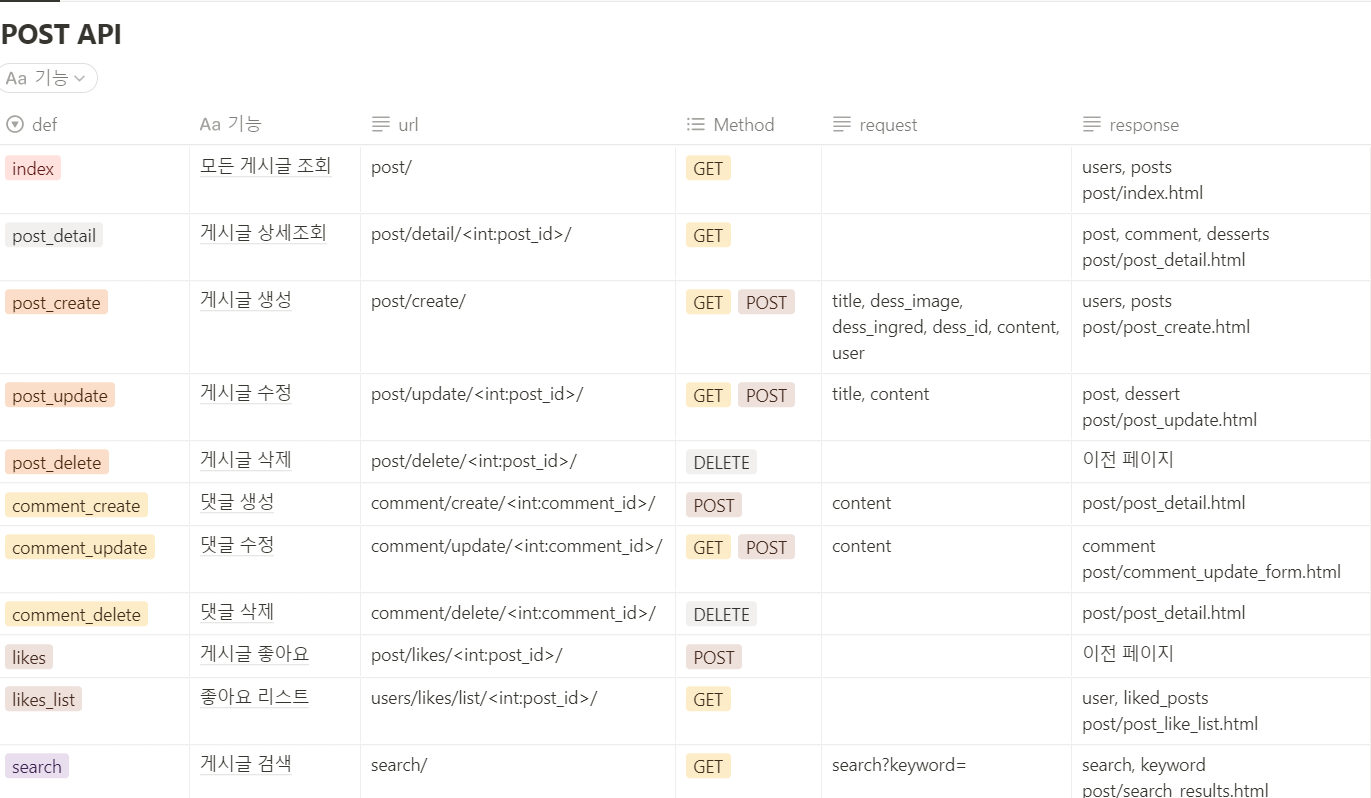 POST API
Aa 기능
def Aa 기능 url Method request response
index 모든 게시글 조회 post/ GET users, posts
post/index.html
post_detail 게시글 상세조회 post/detail/<int:post_id>/ GET post, comment, desserts
post/post_detail.html
post_create 게시글 생성 post/create/ GET POST title, dess_image, users, posts
dess_ingred, dess_id, content, post/post_create.html
user
post_update 게시글 수정 post/update/<int:post_id>/ GET POST title, content post, dessert
post/post_update.html
post_delete 게시글 삭제 post/delete/<int:post_id>/ DELETE 이전 페이지
comment_create 댓글 생성 comment/create/<int:comment_id>/ POST content post/post_detail.html
comment_update 댓글 수정 comment/update/<int:comment_id>/ GET POST content comment
post/comment_update_form.html
comment_delete 댓글 삭제 comment/delete/<int:comment_id>/ DELETE post/post_detail.html
likes 게시글 좋아요 post/likes/<int:post_id>/ POST 이전 페이지
likes_list 좋아요 리스트 users/likes/list/<int:post_id>/ GET user, liked_posts
post/post_like_list.html
search 게시글 검색 search/ GET search?keyword= search, keyword
post/search_results.html